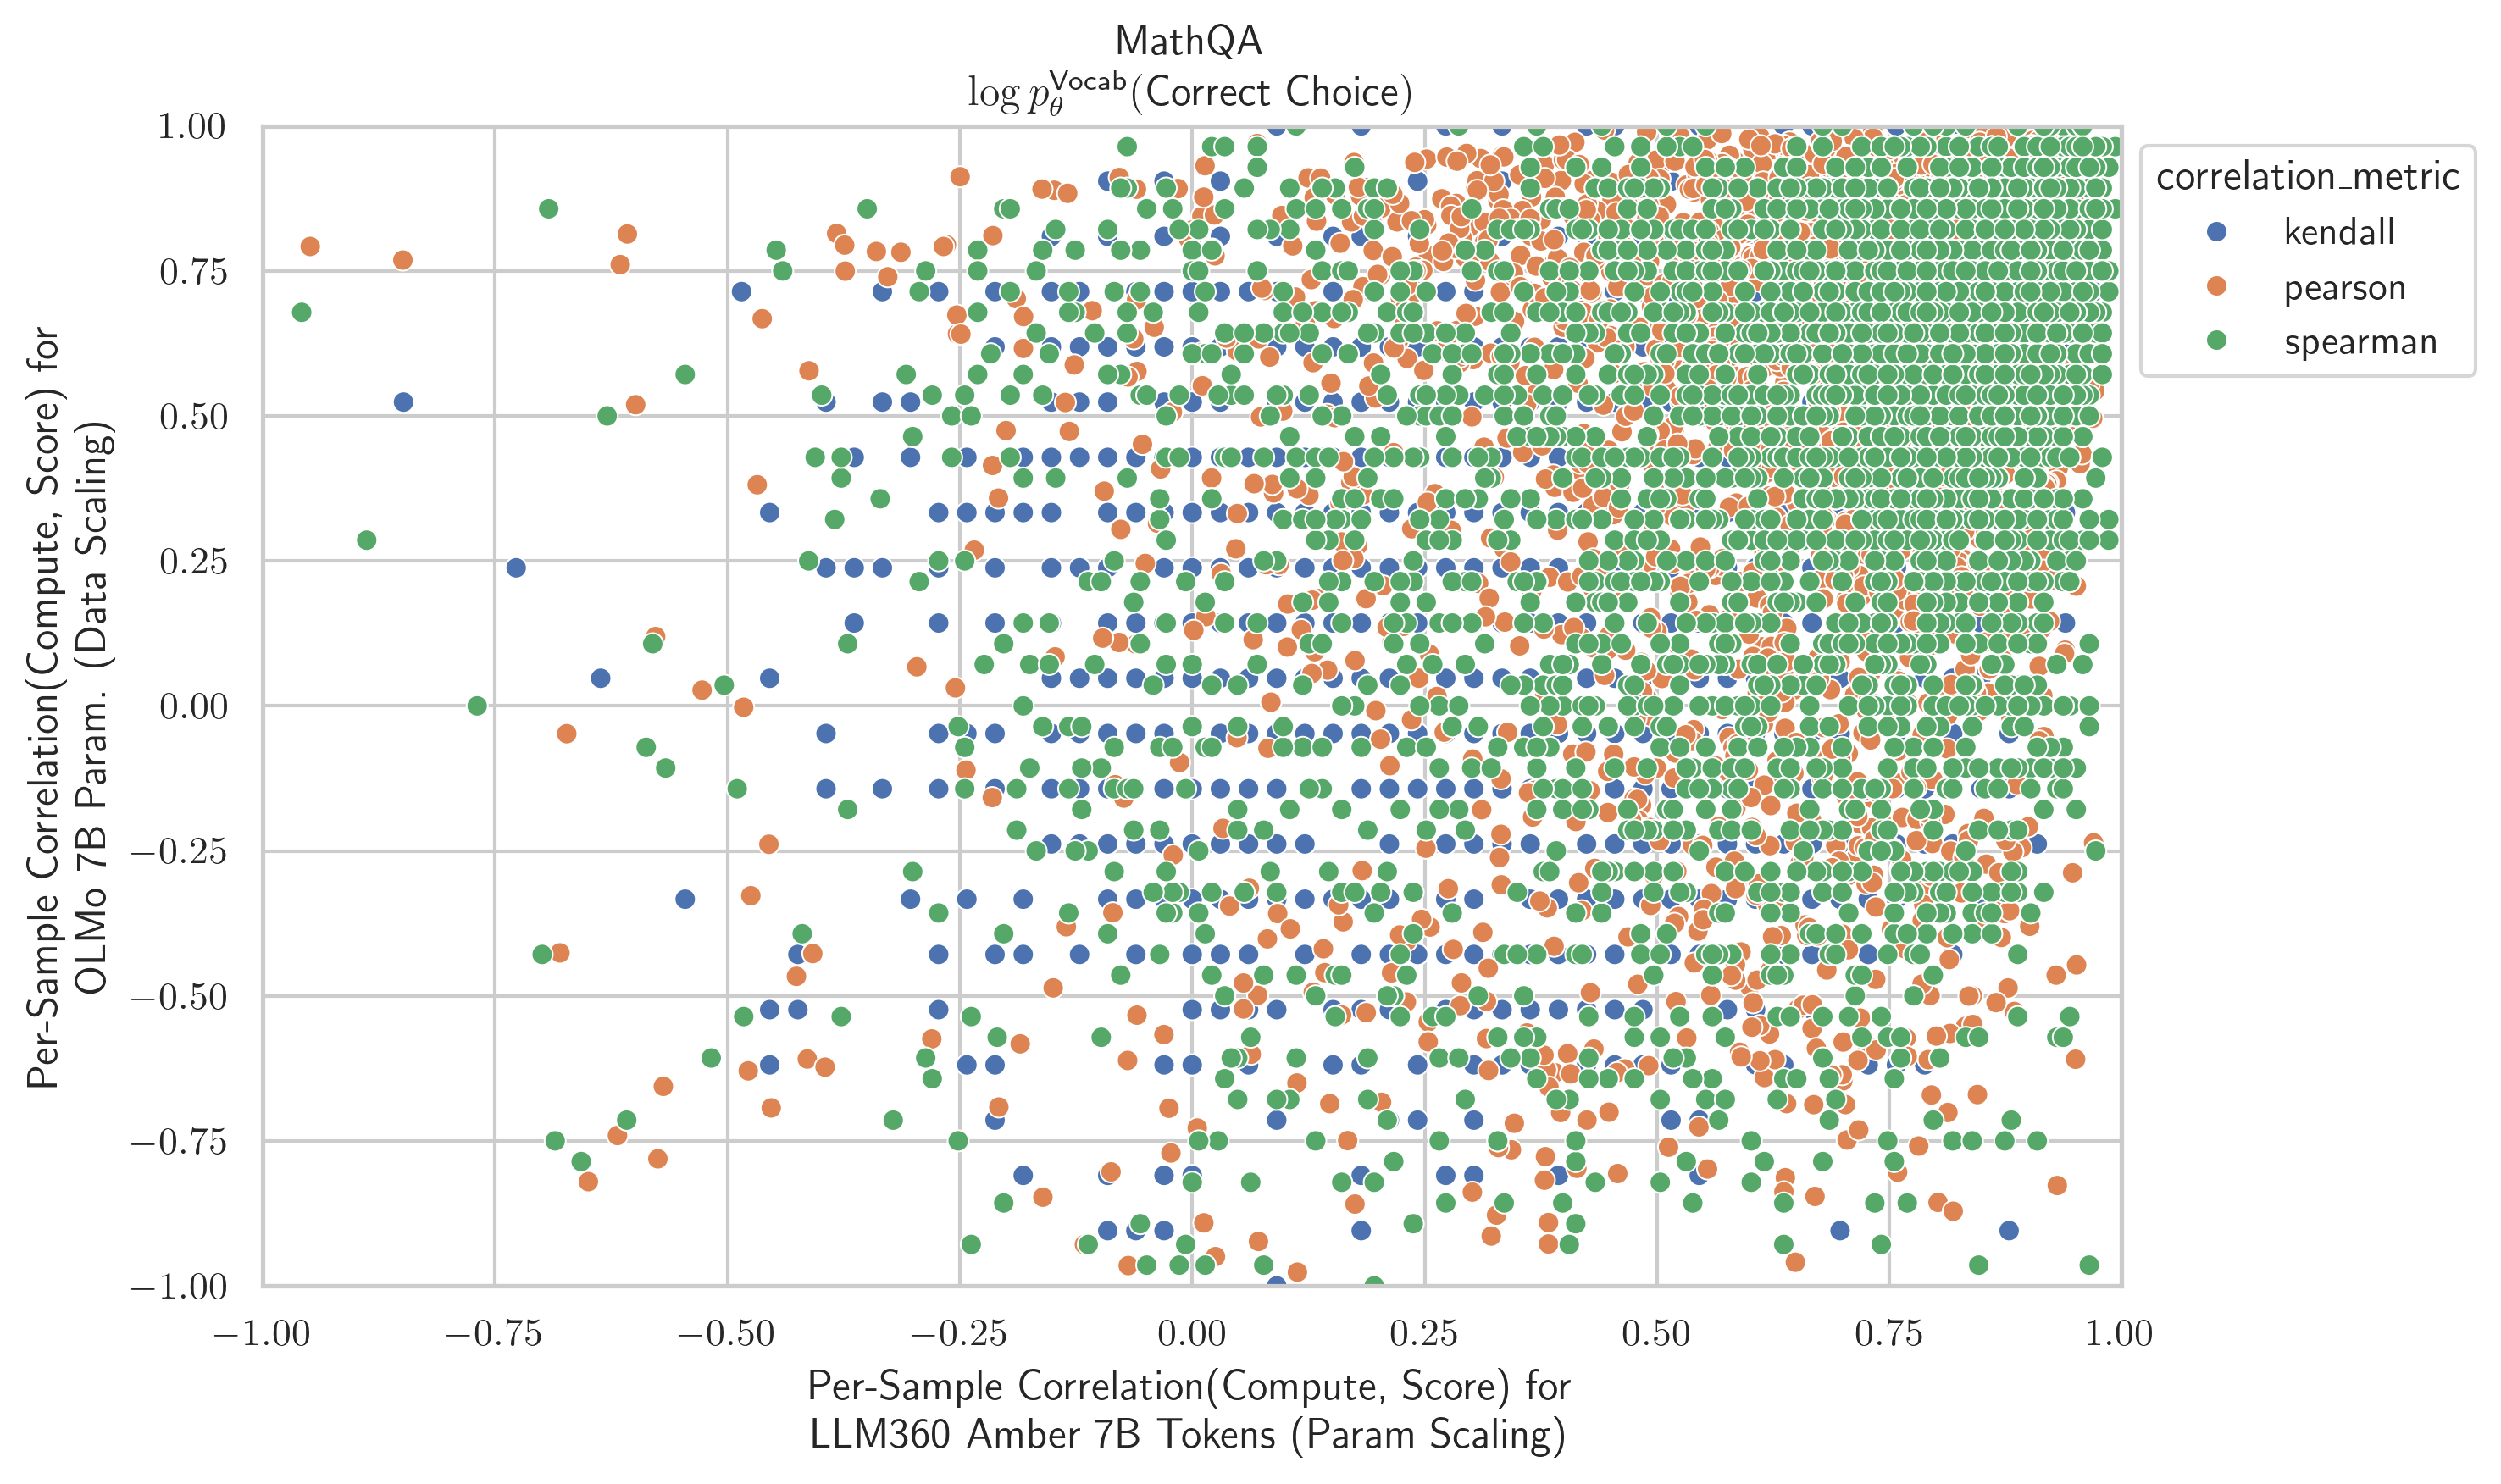 MathQA
log p_θ^Vocab(Correct Choice)
Per-Sample Correlation(Compute, Score) for
OLMo 7B Param. (Data Scaling)
1.00
0.75
0.50
0.25
0.00
−0.25
−0.50
−0.75
−1.00
−1.00 −0.75 −0.50 −0.25 0.00 0.25 0.50 0.75 1.00
Per-Sample Correlation(Compute, Score) for
LLM360 Amber 7B Tokens (Param Scaling)
correlation_metric
kendall
pearson
spearman